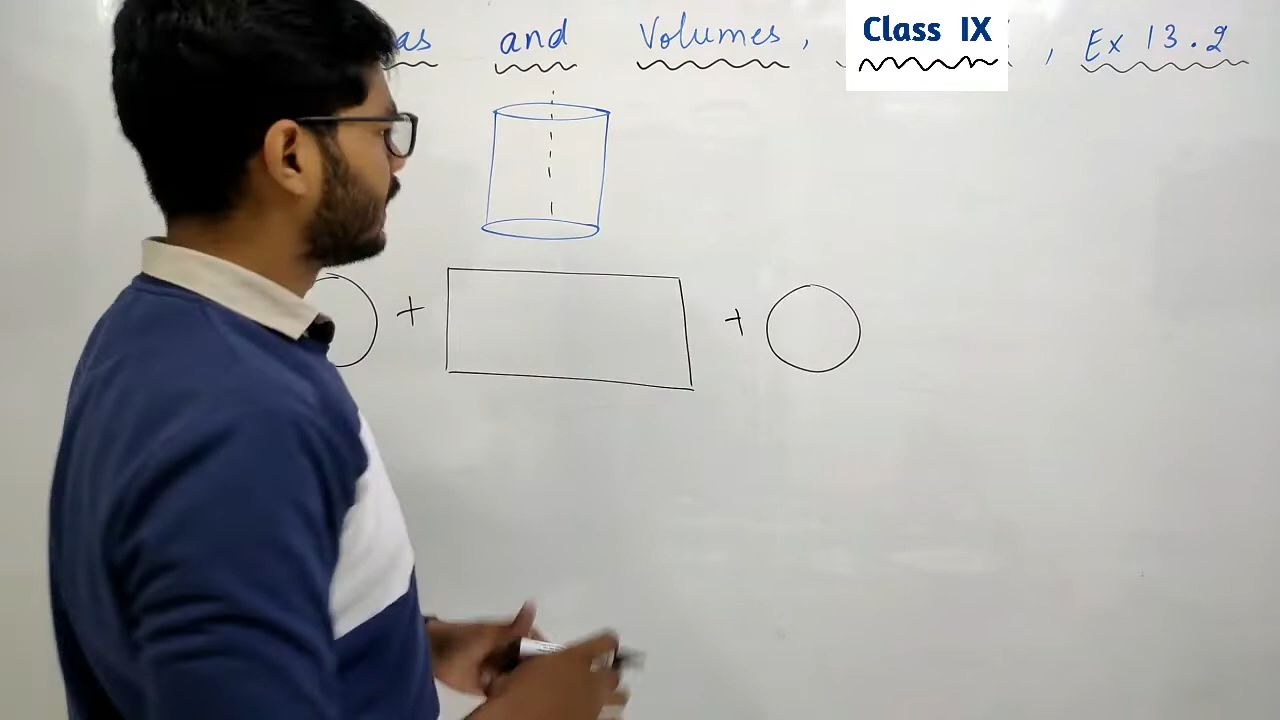 and Volumes, Class IX , Ex 13.2
+ +